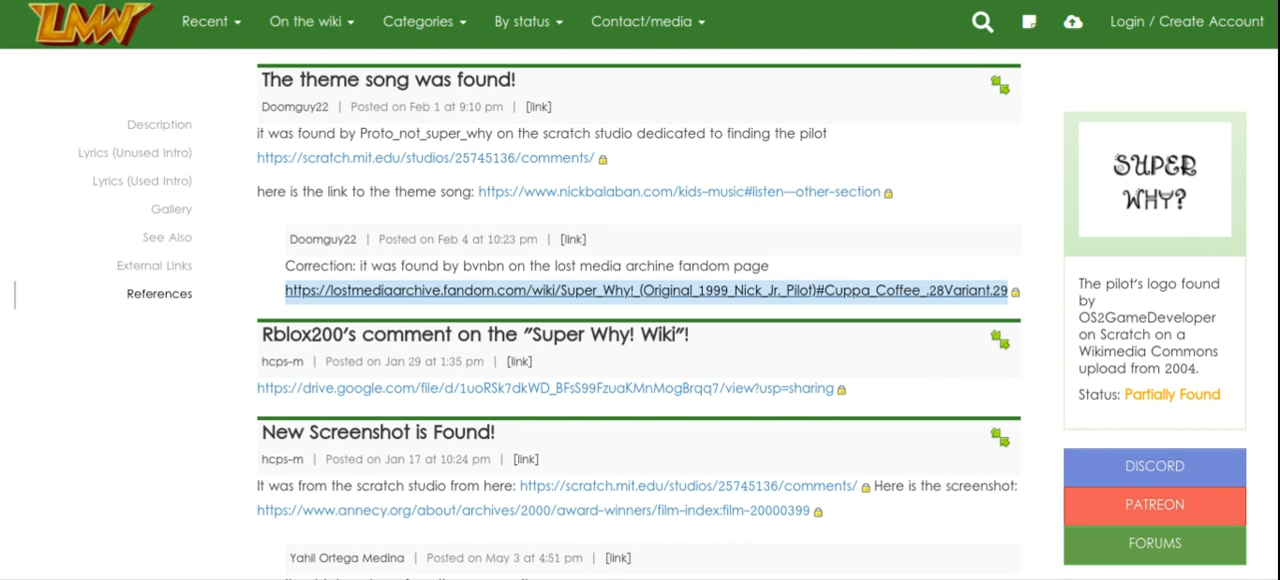 LMW Recent On the wiki Categories By status Contact/media Login / Create Account
Description
Lyrics (Unused Intro)
Lyrics (Used Intro)
Gallery
See Also
External Links
References
The theme song was found!
Doomguy22 | Posted on Feb 1 at 9:10 pm | [link]
it was found by Proto_not_super_why on the scratch studio dedicated to finding the pilot
https://scratch.mit.edu/studios/25745136/comments/
here is the link to the theme song: https://www.nickbalaban.com/kids-music#listen--other-section
Doomguy22 | Posted on Feb 4 at 10:23 pm | [link]
Correction: it was found by bvnbn on the lost media archine fandom page
https://lostmediaarchive.fandom.com/wiki/Super_Why!_(Original_1999_Nick_Jr._Pilot)#Cuppa_Coffee_.28Variant.29
Rblox200's comment on the "Super Why! Wiki"!
hcps-m | Posted on Jan 29 at 1:35 pm | [link]
https://drive.google.com/file/d/1uoRSk7dkWD_BFsS99FzuaKMnMogBrqq7/view?usp=sharing
New Screenshot is Found!
hcps-m | Posted on Jan 17 at 10:24 pm | [link]
It was from the scratch studio from here: https://scratch.mit.edu/studios/25745136/comments/ Here is the screenshot:
https://www.annecy.org/about/archives/2000/award-winners/film-index:film-20000399
Yahil Ortega Medina | Posted on May 3 at 4:51 pm | [link]
SUPER
WHY?
The pilot's logo found
by
OS2GameDeveloper
on Scratch on a
Wikimedia Commons
upload from 2004.
Status: Partially Found
DISCORD
PATREON
FORUMS